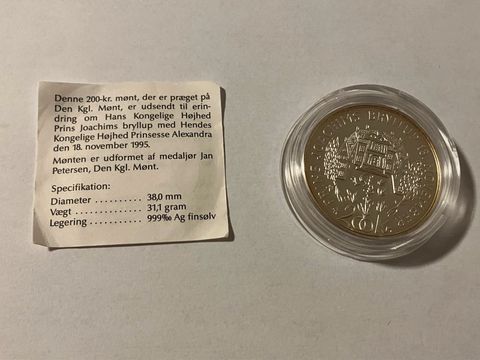 Denne 200-kr. mønt, der er præget på
Den Kgl. Mønt, er udsendt til erin-
dring om Hans Kongelige Højhed
Prins Joachims bryllup med Hendes
Kongelige Højhed Prinsesse Alexandra
den 18. november 1995.
Mønten er udformet af medaljør Jan
Petersen, Den Kgl. Mønt.
Specifikation:
Diameter ........... 38,0 mm
Vægt ........... 31,1 gram
Legering ........... 999‰ Ag finsølv
JOACHIMS BRYLLUP